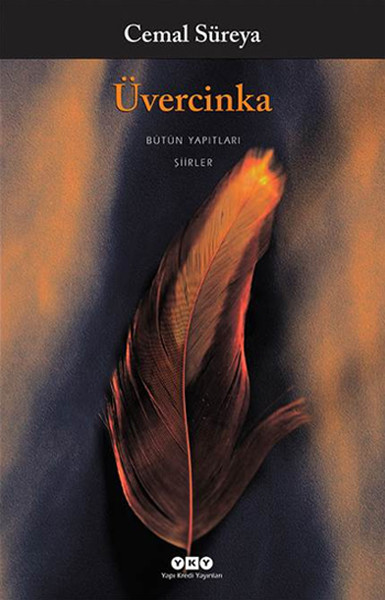 Cemal Süreya
Üvercinka
BÜTÜN YAPITLARI
ŞİİRLER
YKY
Yapı Kredi Yayınları